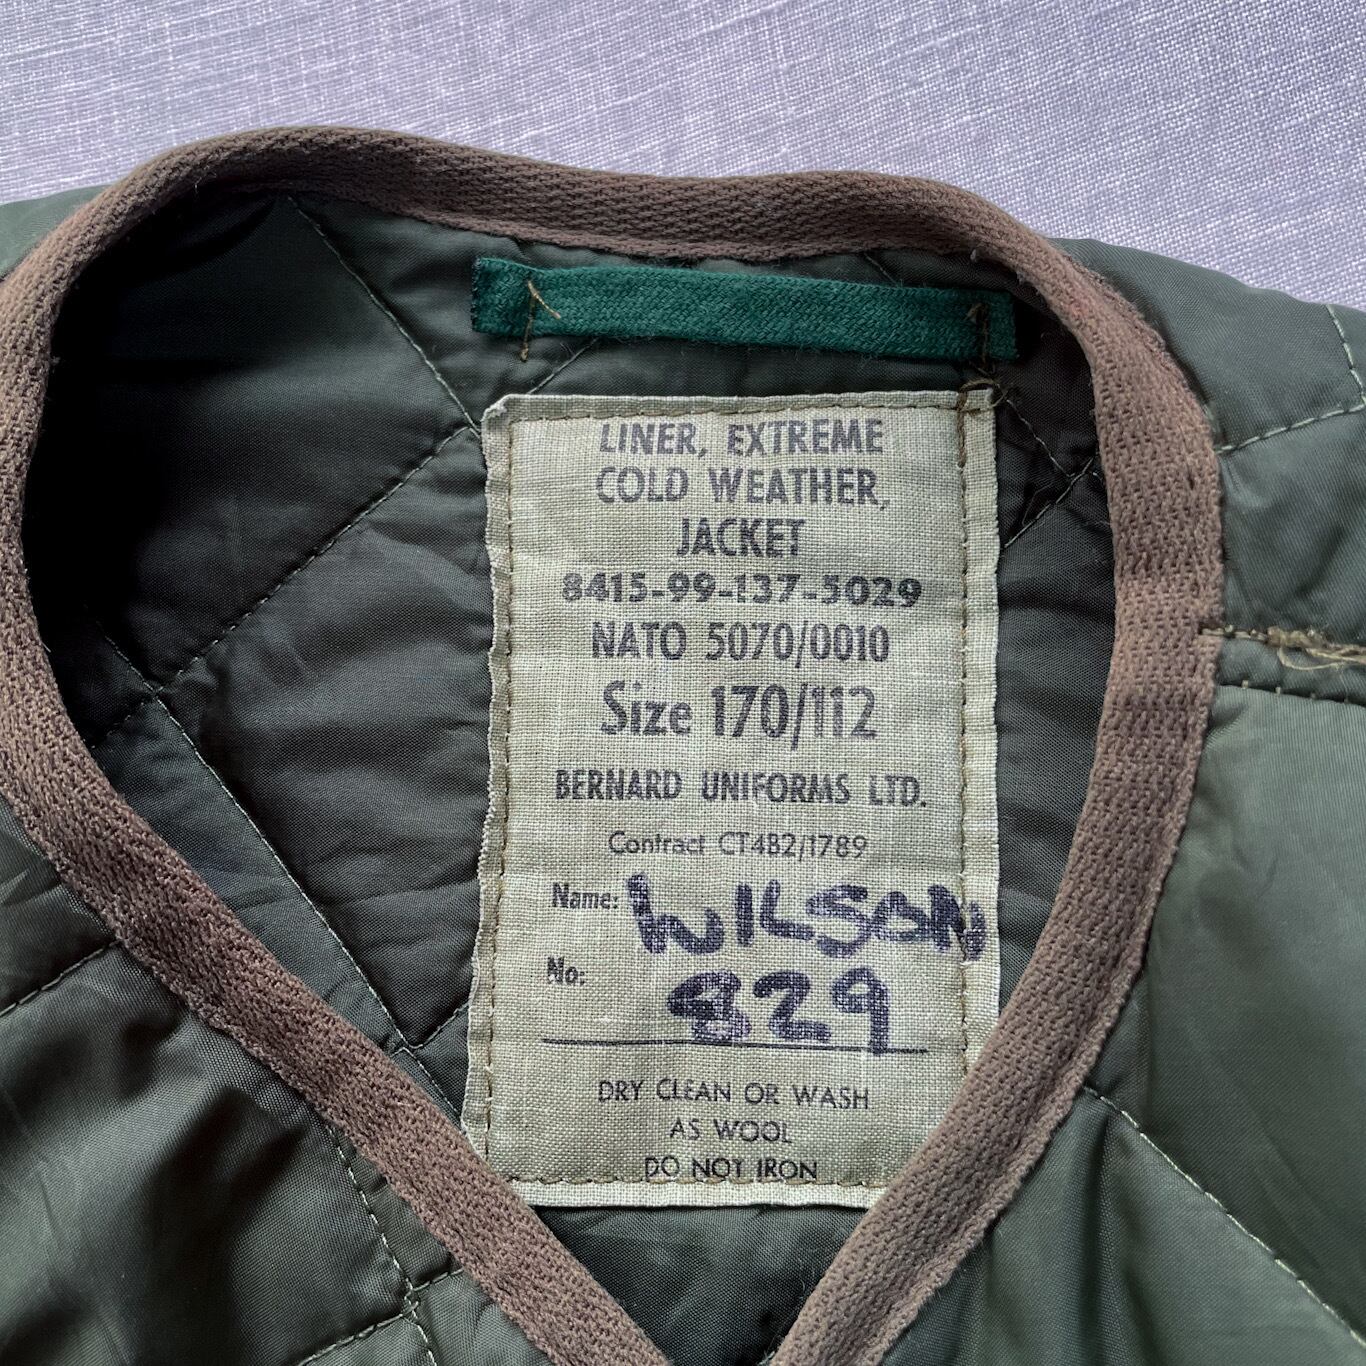 LINER, EXTREME
COLD WEATHER,
JACKET
8415-99-137-5029
NATO 5070/0010
Size 170/112
BERNARD UNIFORMS LTD.
Contract CT4B2/1789
Name: WILSON
No: 829
DRY CLEAN OR WASH
AS WOOL
DO NOT IRON